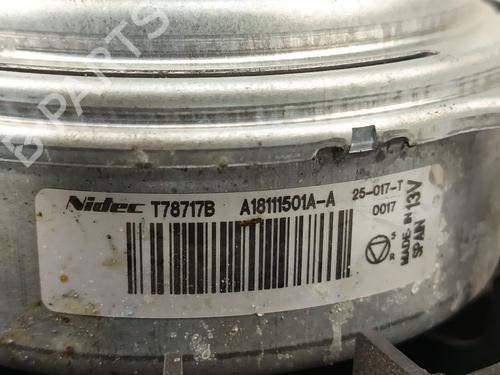 B-PARTS
Nidec T78717B A18111501A-A 25-017-T
0017
13V
MADE IN
SPAIN
S
R